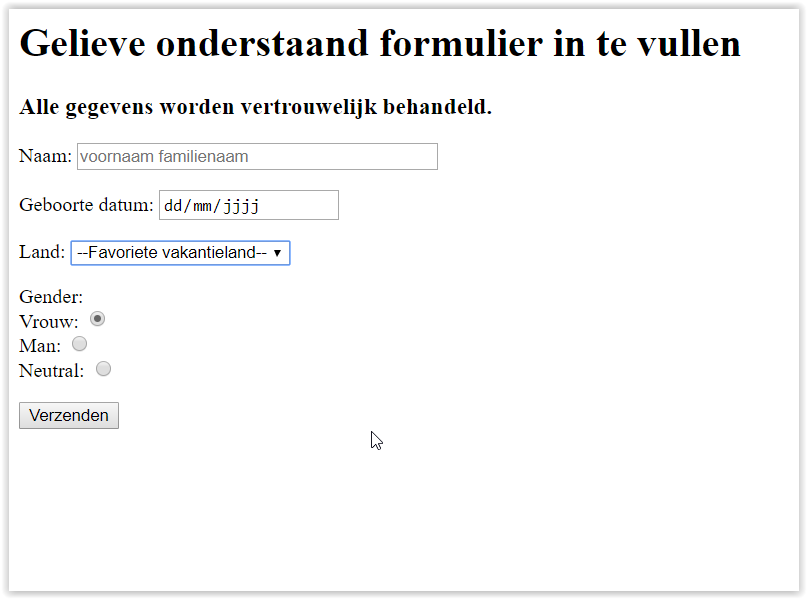 Gelieve onderstaand formulier in te vullen
Alle gegevens worden vertrouwelijk behandeld.
Naam: voornaam familienaam
Geboorte datum: dd/mm/jjjj
Land: --Favoriete vakantieland--
Gender:
Vrouw:
Man:
Neutral:
Verzenden